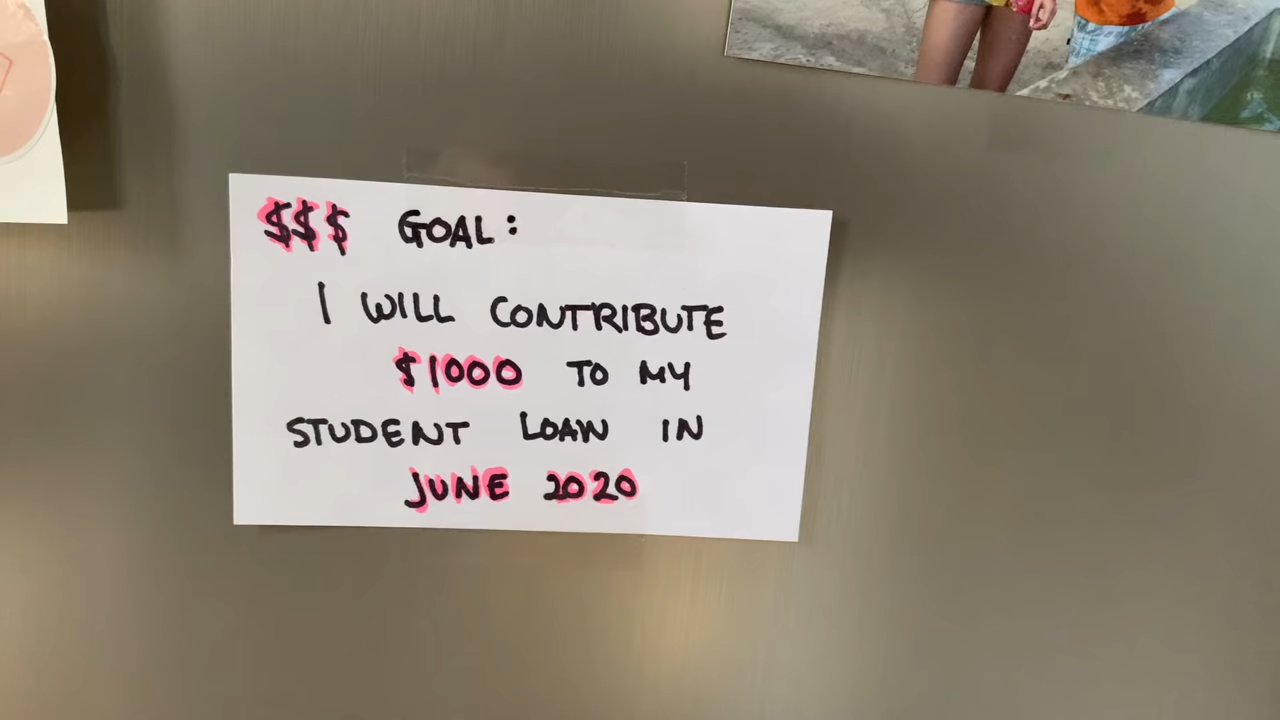 $$$ GOAL:
I WILL CONTRIBUTE
$1000 TO MY
STUDENT LOAN IN
JUNE 2020